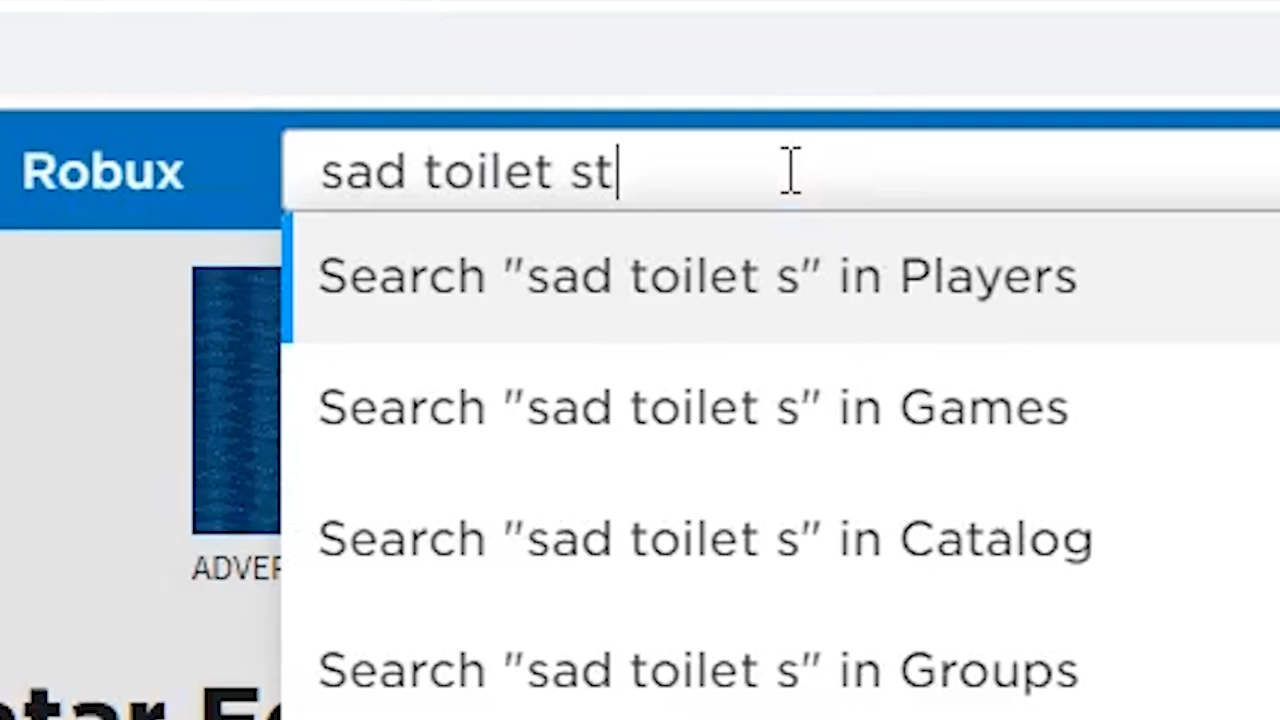 Robux
sad toilet st
Search "sad toilet s" in Players
Search "sad toilet s" in Games
Search "sad toilet s" in Catalog
ADVER
Search "sad toilet s" in Groups